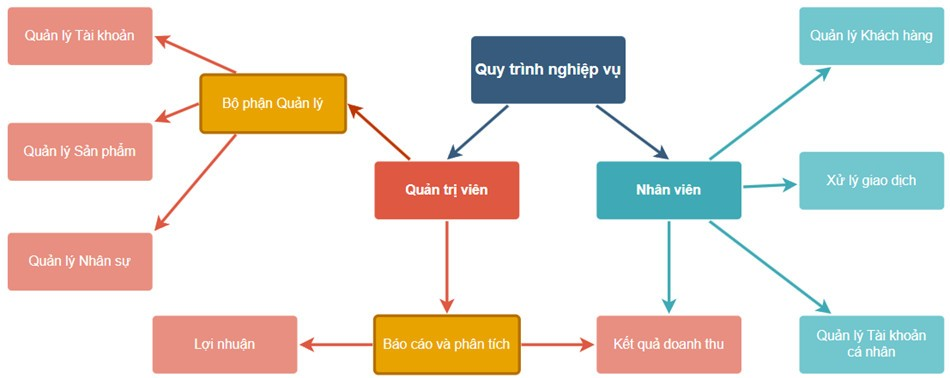 Quản lý Tài khoản
Quy trình nghiệp vụ
Quản lý Khách hàng
Bộ phận Quản lý
Quản lý Sản phẩm
Quản trị viên
Nhân viên
Xử lý giao dịch
Quản lý Nhân sự
Lợi nhuận
Báo cáo và phân tích
Kết quả doanh thu
Quản lý Tài khoản
cá nhân